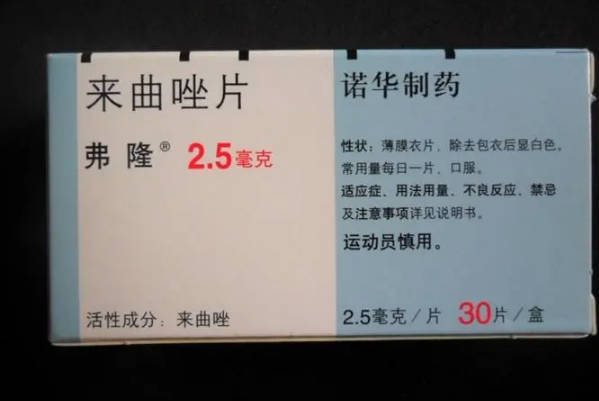 来曲唑片
弗隆® 2.5毫克
活性成分：来曲唑
诺华制药
性状：薄膜衣片，除去包衣后显白色。
常用量每日一片，口服。
适应症、用法用量、不良反应、禁忌
及注意事项详见说明书。
运动员慎用。
2.5毫克/片 30片/盒